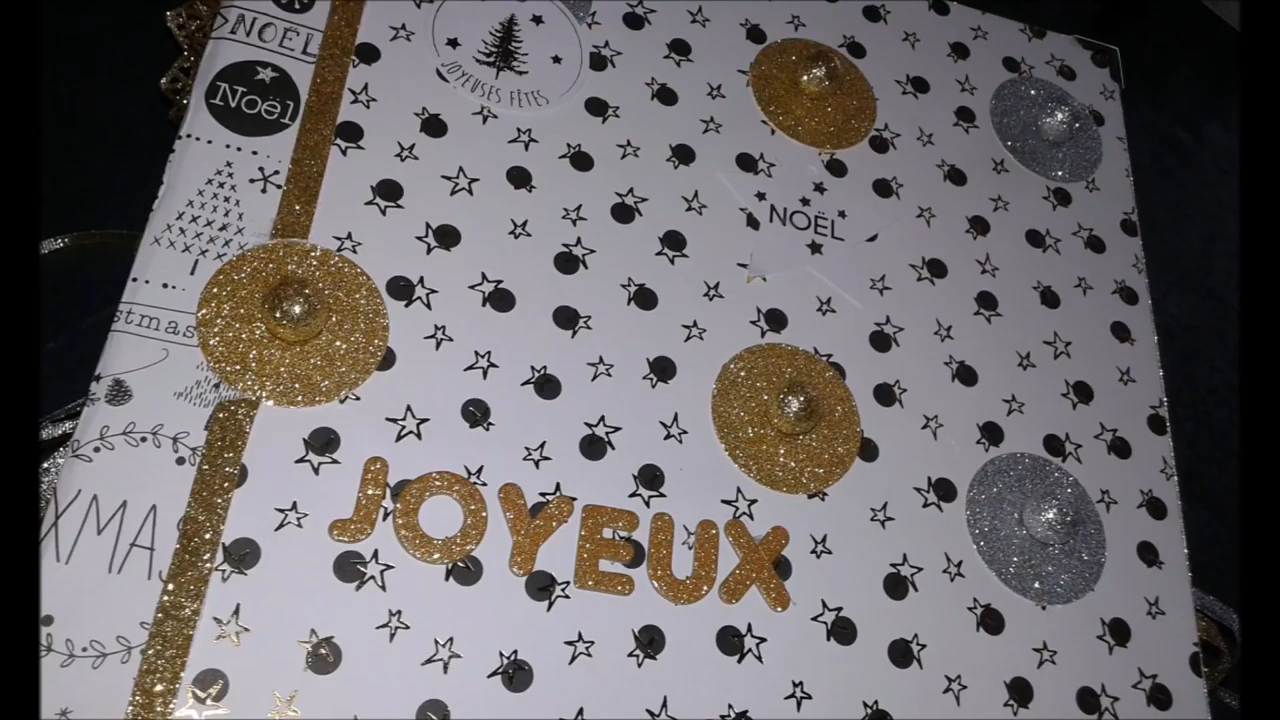 NOËL
Noël
JOYEUSES FÊTES
NOËL
stmas
XMAS
JOYEUX